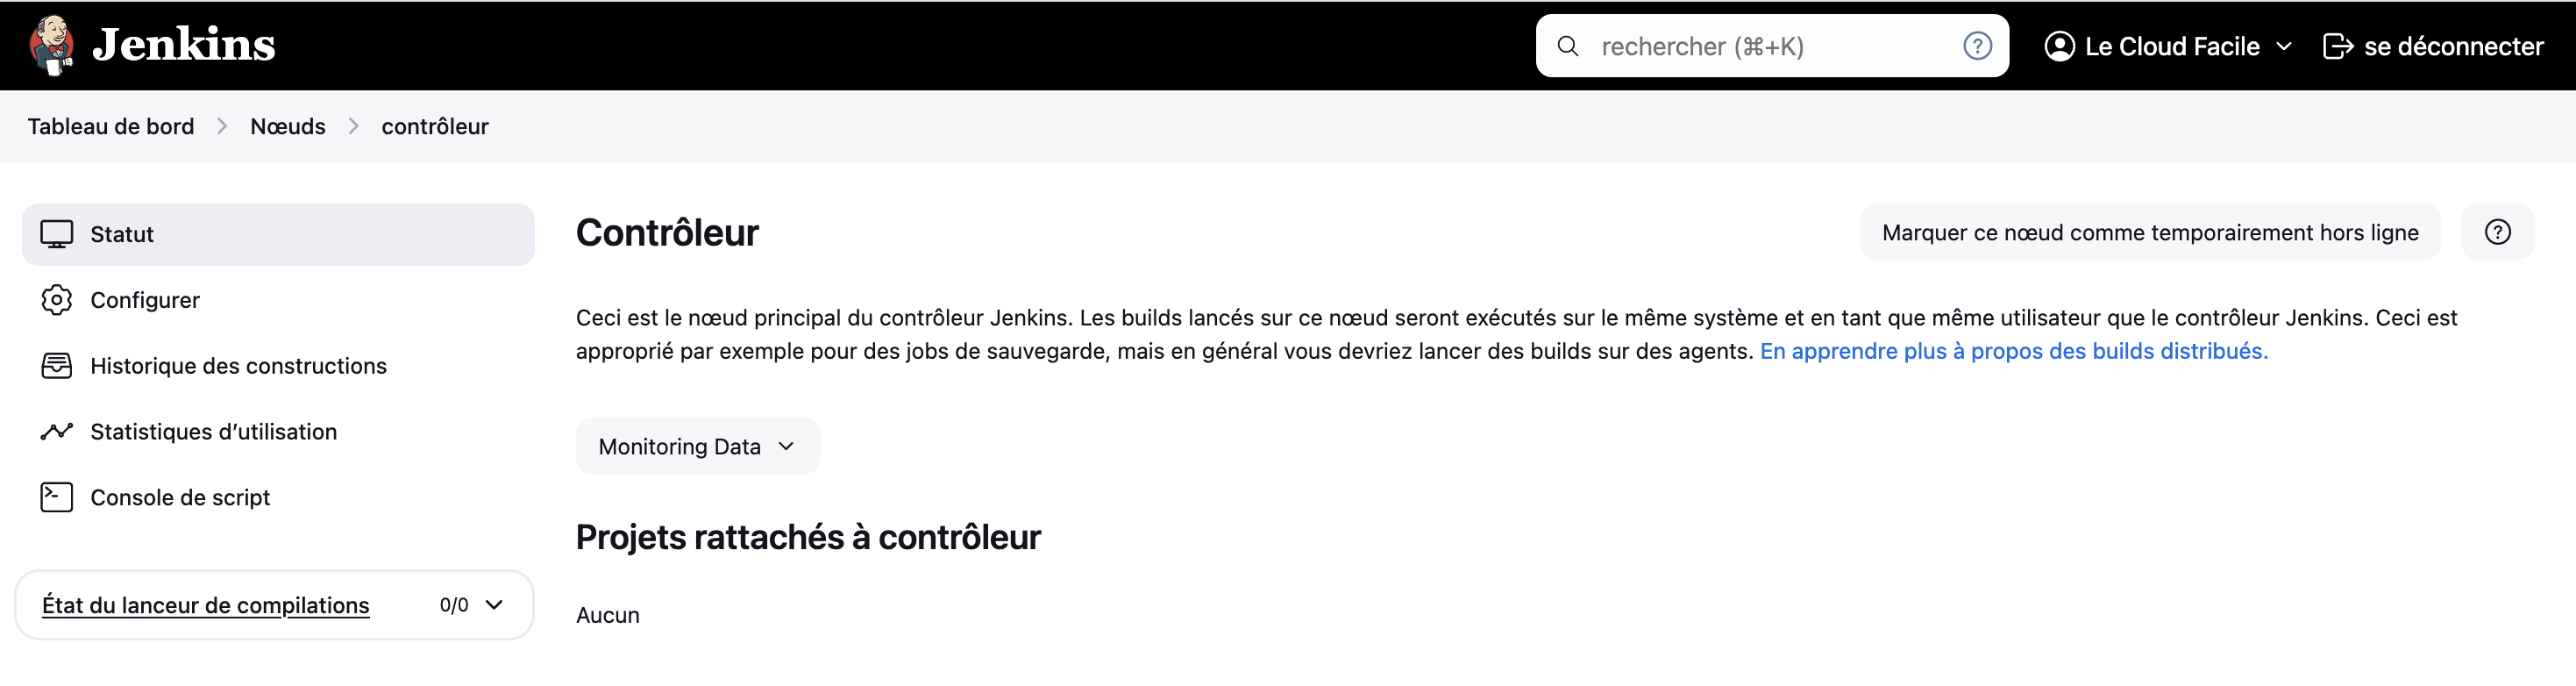 Jenkins
rechercher (⌘+K)
Le Cloud Facile
se déconnecter
Tableau de bord
Nœuds
contrôleur
Statut
Configurer
Historique des constructions
Statistiques d’utilisation
Console de script
État du lanceur de compilations 0/0
Contrôleur
Marquer ce nœud comme temporairement hors ligne
Ceci est le nœud principal du contrôleur Jenkins. Les builds lancés sur ce nœud seront exécutés sur le même système et en tant que même utilisateur que le contrôleur Jenkins. Ceci est
approprié par exemple pour des jobs de sauvegarde, mais en général vous devriez lancer des builds sur des agents. En apprendre plus à propos des builds distribués.
Monitoring Data
Projets rattachés à contrôleur
Aucun